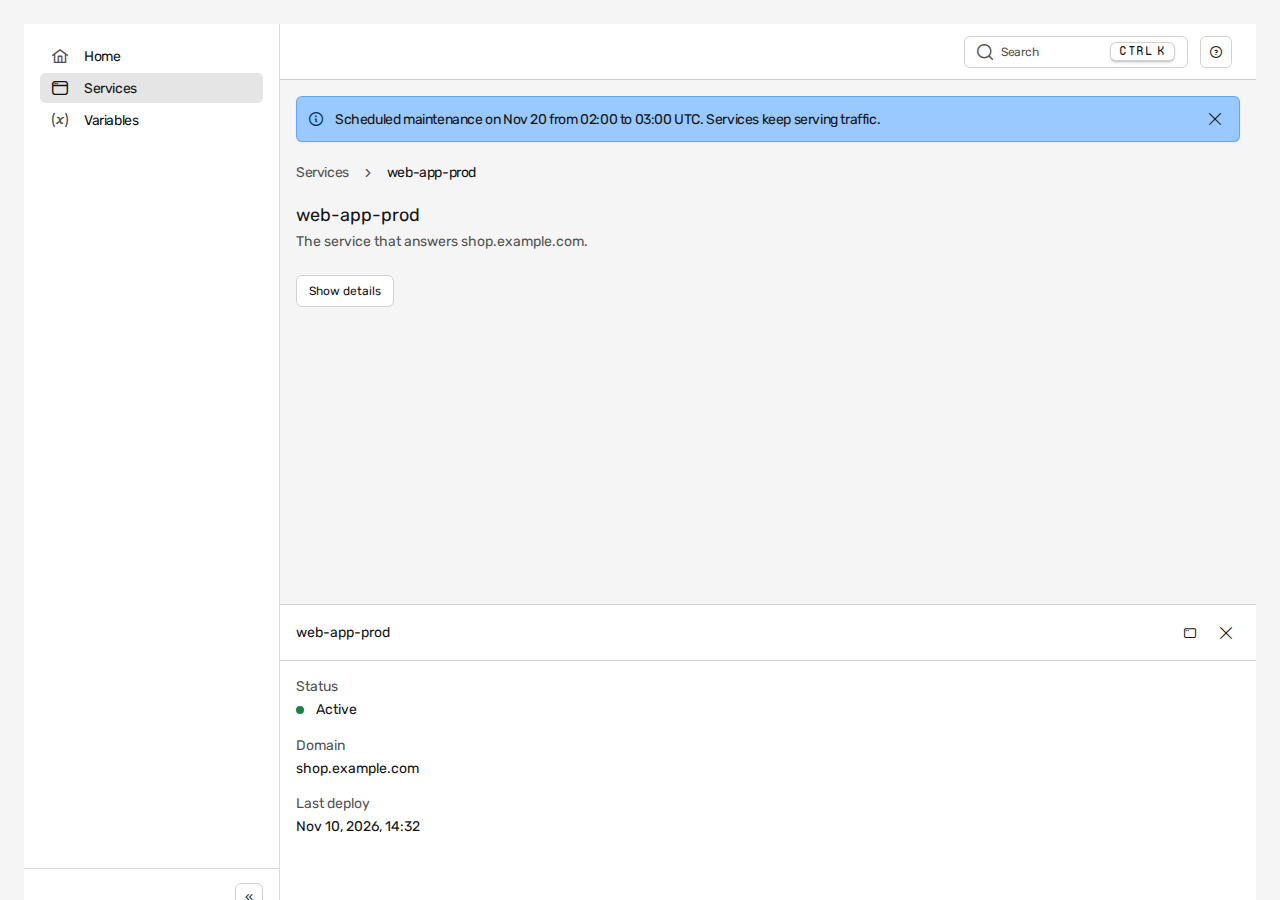 Home
Services
(x) Variables
Search CTRL K
Scheduled maintenance on Nov 20 from 02:00 to 03:00 UTC. Services keep serving traffic.
Services > web-app-prod
web-app-prod
The service that answers shop.example.com.
Show details
web-app-prod
Status
Active
Domain
shop.example.com
Last deploy
Nov 10, 2026, 14:32
«